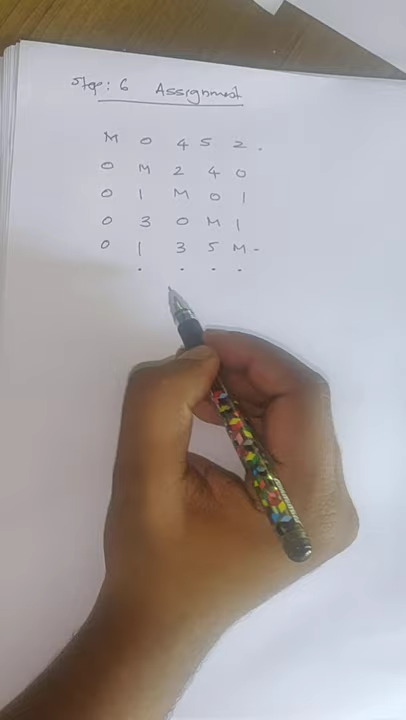 Step: 6 Assignment
M 0 4 5 2 .
0 M 2 4 0
0 1 M 0 1
0 3 0 M 1
0 1 3 5 M -
. . . .